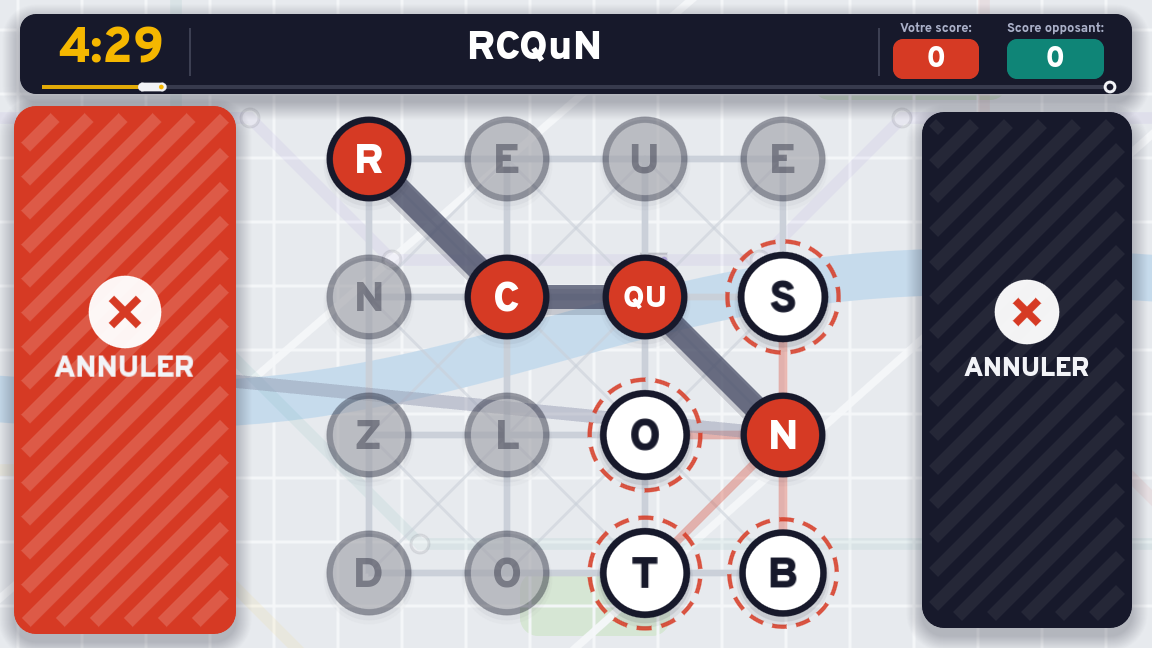 4:29
RCQuN
Votre score:
0
Score opposant:
0
R E U E
N C QU S
ANNULER
ANNULER
Z L O N
D O T B